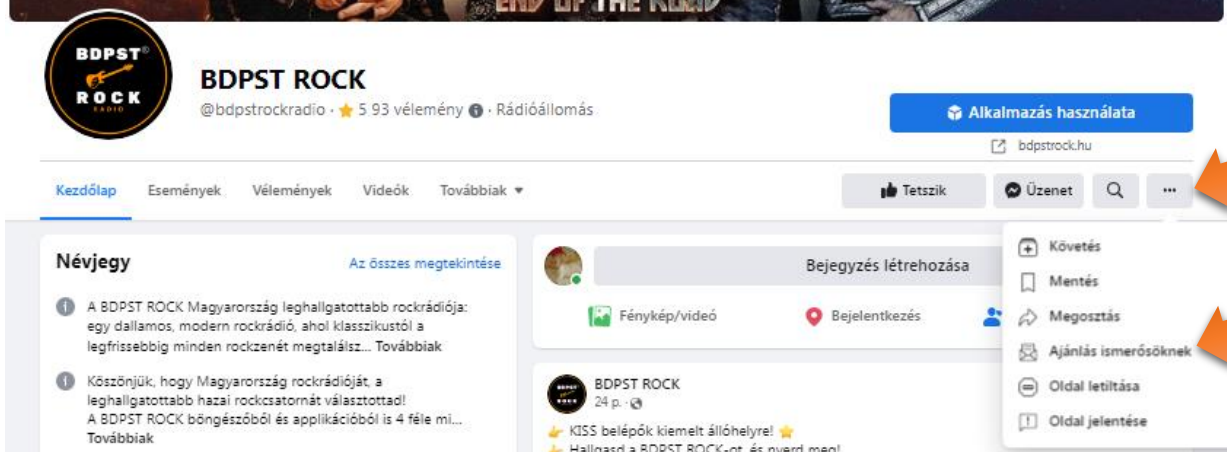 END OF THE ROAD
BDPST®
ROCK
RADIO
BDPST ROCK
@bdpstrockradio · 5 93 vélemény · Rádióállomás
Alkalmazás használata
bdpstrock.hu
Kezdőlap Események Vélemények Videók Továbbiak
Tetszik Üzenet
Követés
Mentés
Megosztás
Ajánlás ismerősöknek
Oldal letiltása
Oldal jelentése
Névjegy Az összes megtekintése
A BDPST ROCK Magyarország leghallgatottabb rockrádiója:
egy dallamos, modern rockrádió, ahol klasszikustól a
legfrissebbig minden rockzenét megtalálsz... Továbbiak
Köszönjük, hogy Magyarország rockrádióját, a
leghallgatottabb hazai rockcsatornát választottad!
A BDPST ROCK böngészőból és applikációból is 4 féle mi...
Továbbiak
Bejegyzés létrehozása
Fénykép/videó Bejelentkezés
BDPST ROCK
24 p. ·
KISS belépők kiemelt állóhelyre!
Hallgasd a BDPST ROCK-ot, és nyerd meg!